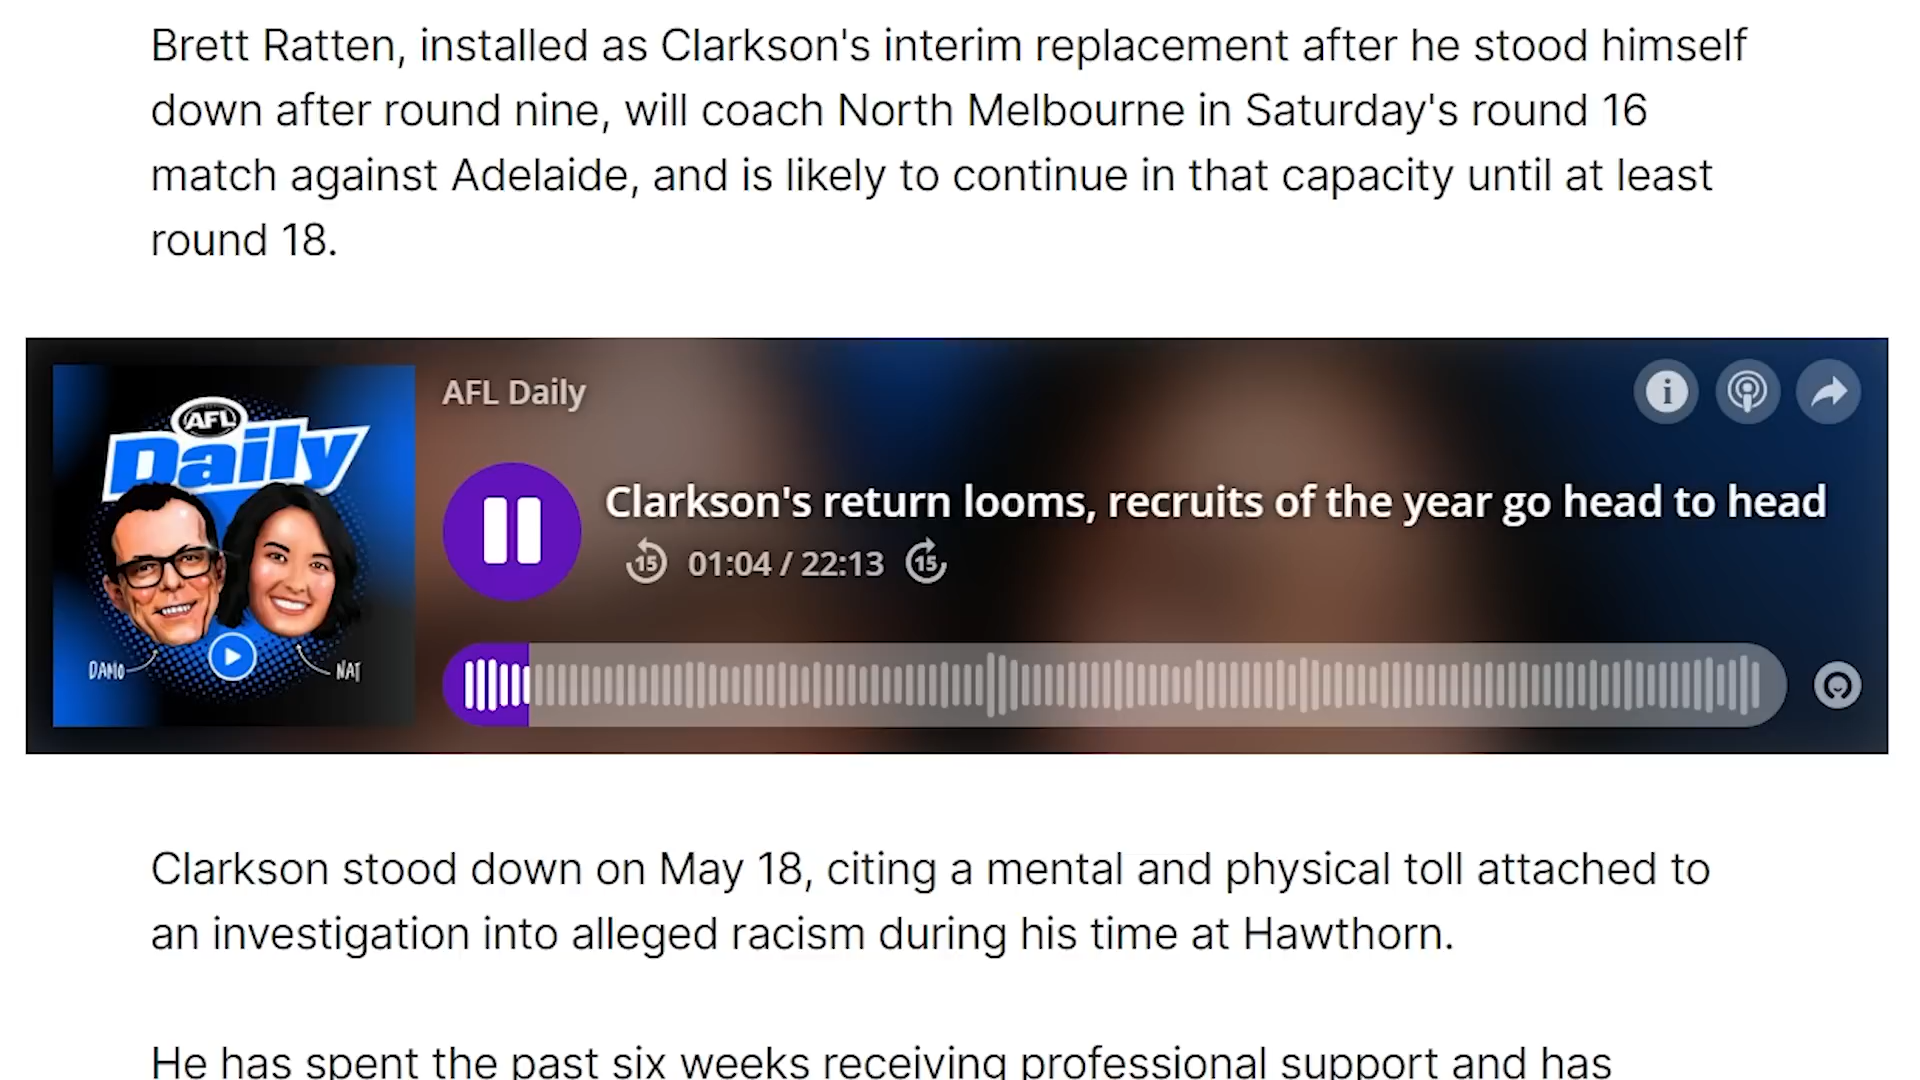 Brett Ratten, installed as Clarkson's interim replacement after he stood himself
down after round nine, will coach North Melbourne in Saturday's round 16
match against Adelaide, and is likely to continue in that capacity until at least
round 18.
AFL Daily
AFL
Daily
Clarkson's return looms, recruits of the year go head to head
15 01:04 / 22:13 15
DAMO
NAT
Clarkson stood down on May 18, citing a mental and physical toll attached to
an investigation into alleged racism during his time at Hawthorn.
He has spent the past six weeks receiving professional support and has